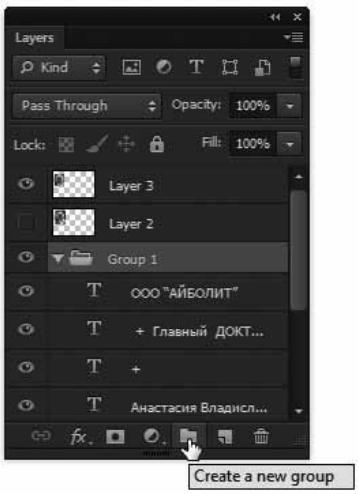 Layers
Kind
Pass Through Opacity: 100%
Lock: Fill: 100%
Layer 3
Layer 2
Group 1
T ООО "АЙБОЛИТ"
T + Главный ДОКТ...
T +
T Анастасия Владисл...
fx.
Create a new group